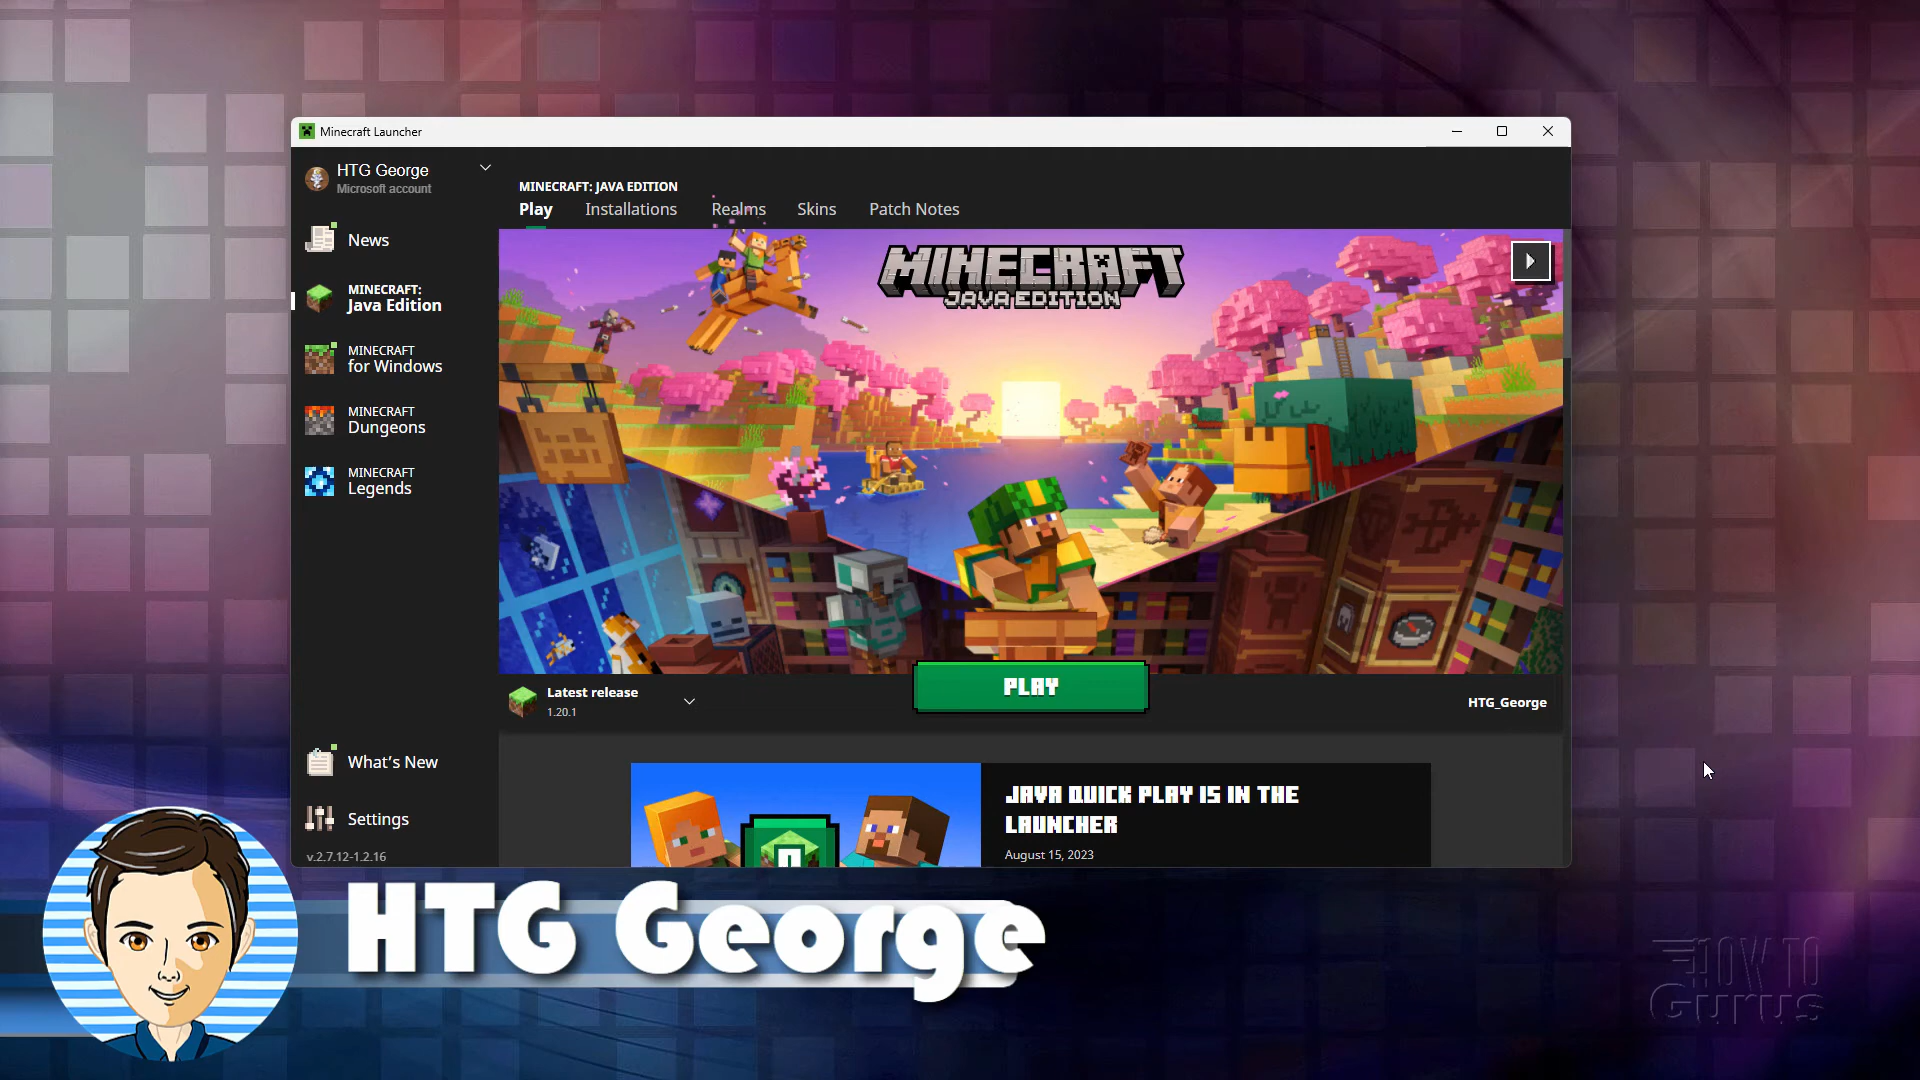 Minecraft Launcher
HTG George
Microsoft account
News
MINECRAFT:
Java Edition
MINECRAFT
for Windows
MINECRAFT
Dungeons
MINECRAFT
Legends
What's New
Settings
v.2.7.12-1.2.16
MINECRAFT: JAVA EDITION
Play Installations Realms Skins Patch Notes
MINECRAFT
JAVA EDITION
Latest release
1.20.1
PLAY
HTG_George
JAVA QUICK PLAY IS IN THE
LAUNCHER
August 15, 2023
HTG George
HOW TO
GURUS